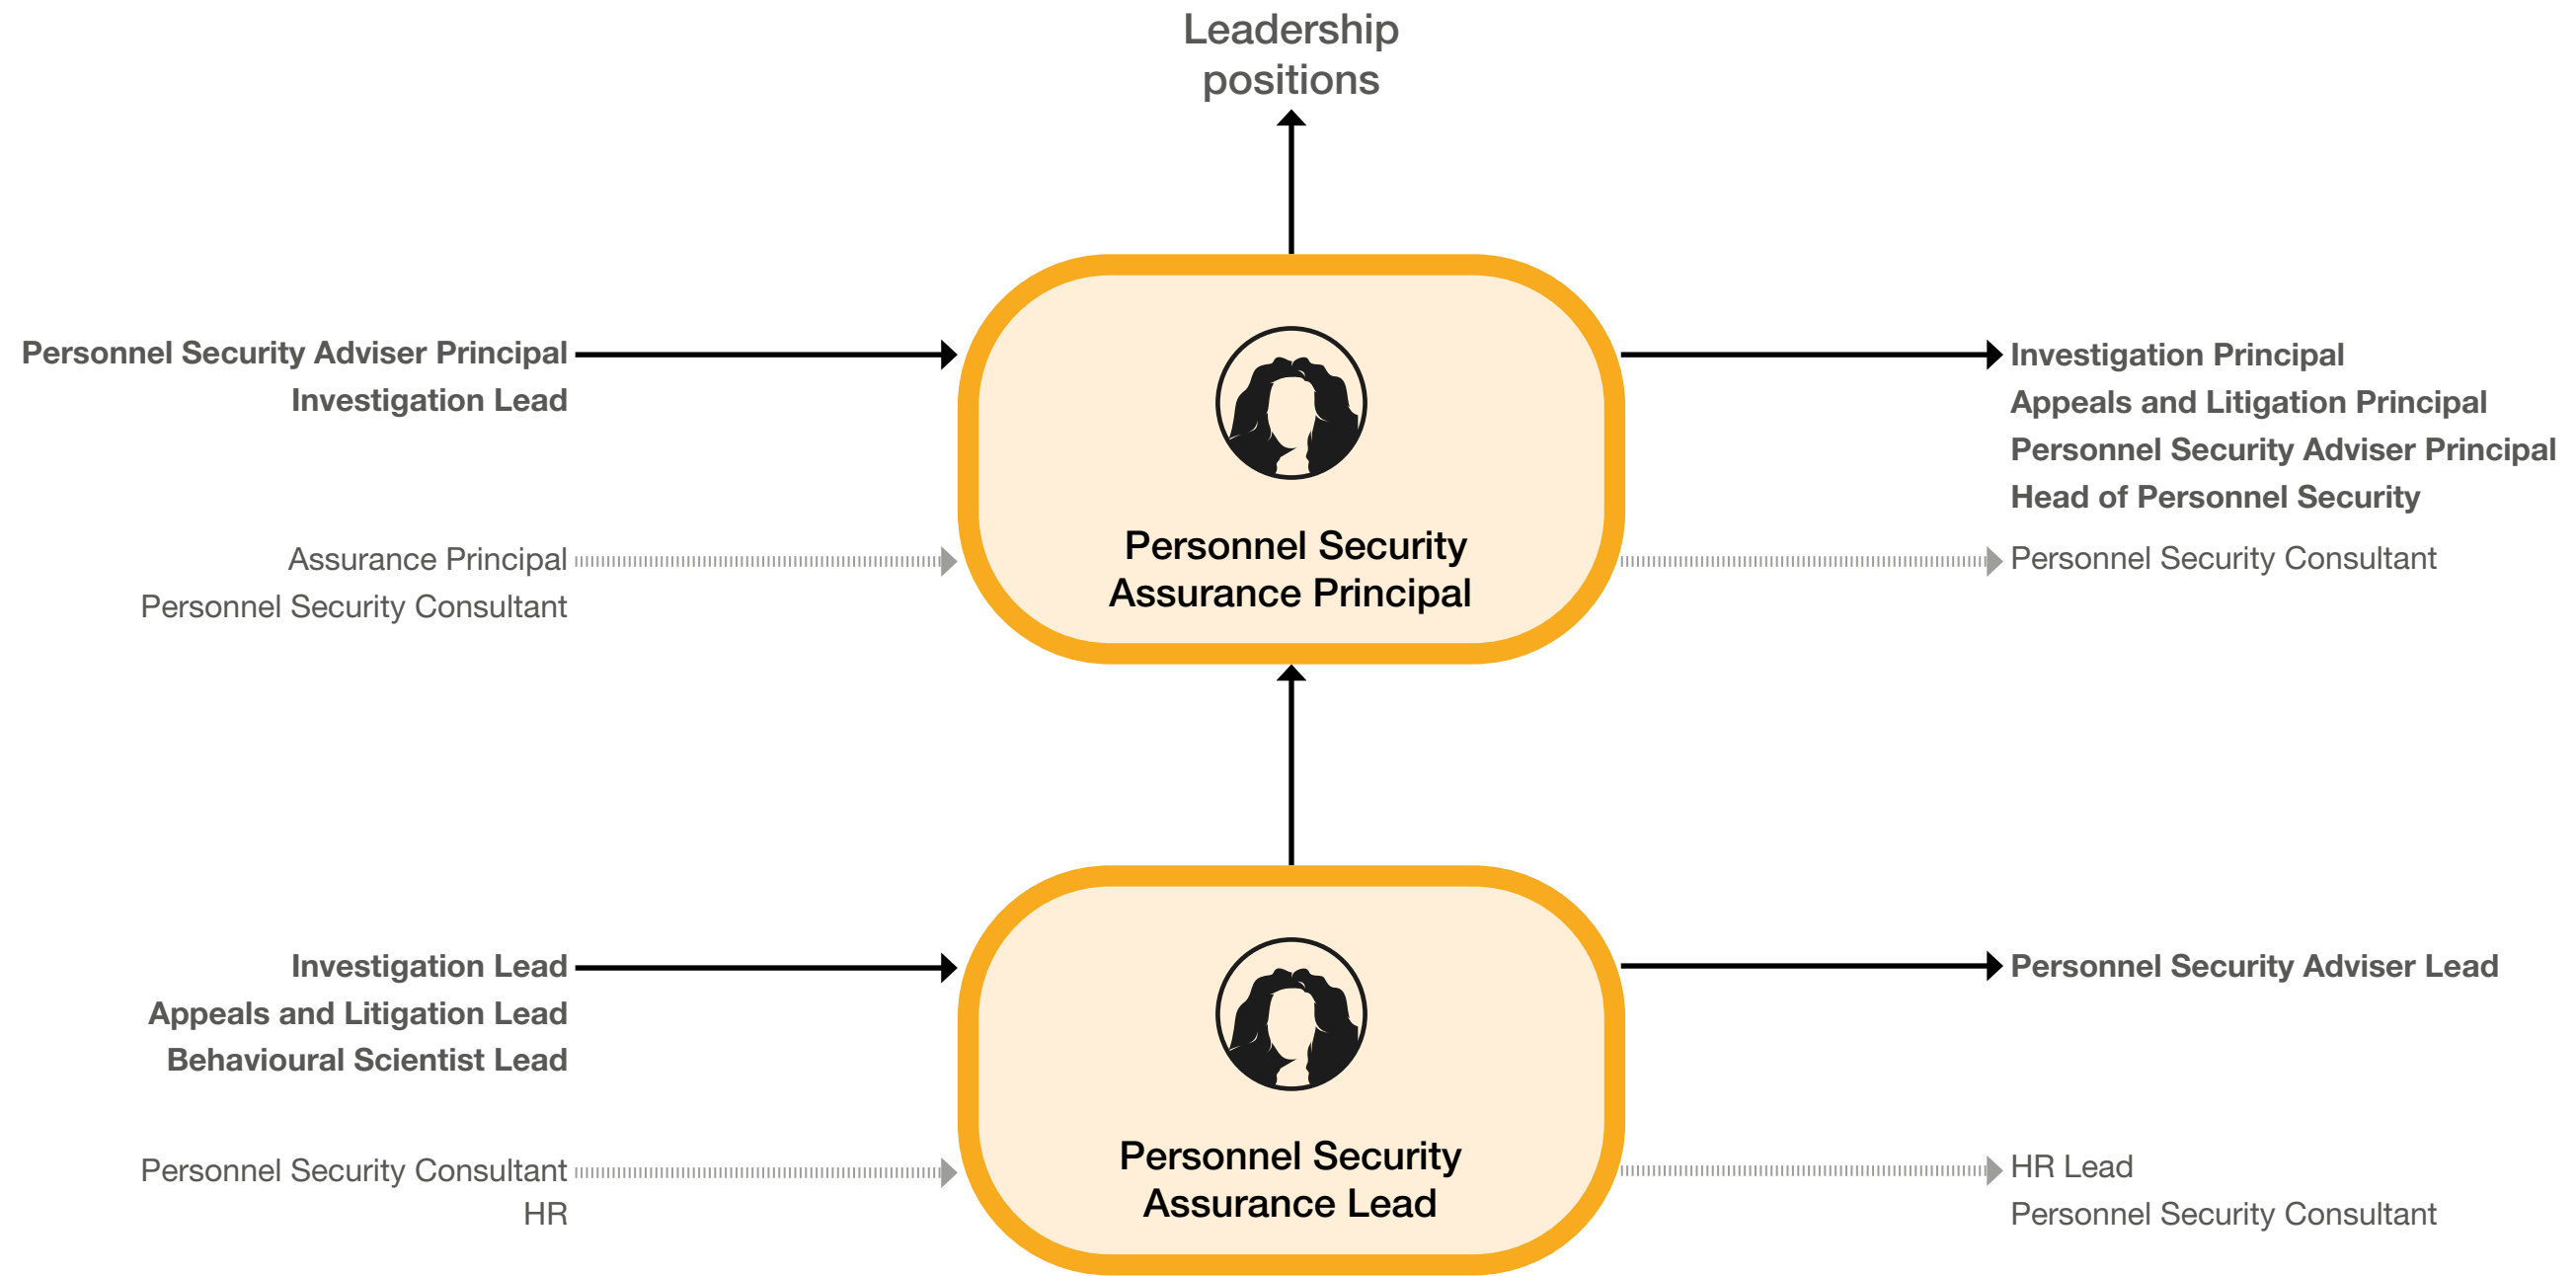 Leadership
positions
Personnel Security Adviser Principal
Investigation Lead
Assurance Principal
Personnel Security Consultant
Personnel Security
Assurance Principal
Investigation Principal
Appeals and Litigation Principal
Personnel Security Adviser Principal
Head of Personnel Security
Personnel Security Consultant
Investigation Lead
Appeals and Litigation Lead
Behavioural Scientist Lead
Personnel Security Consultant
HR
Personnel Security
Assurance Lead
Personnel Security Adviser Lead
HR Lead
Personnel Security Consultant